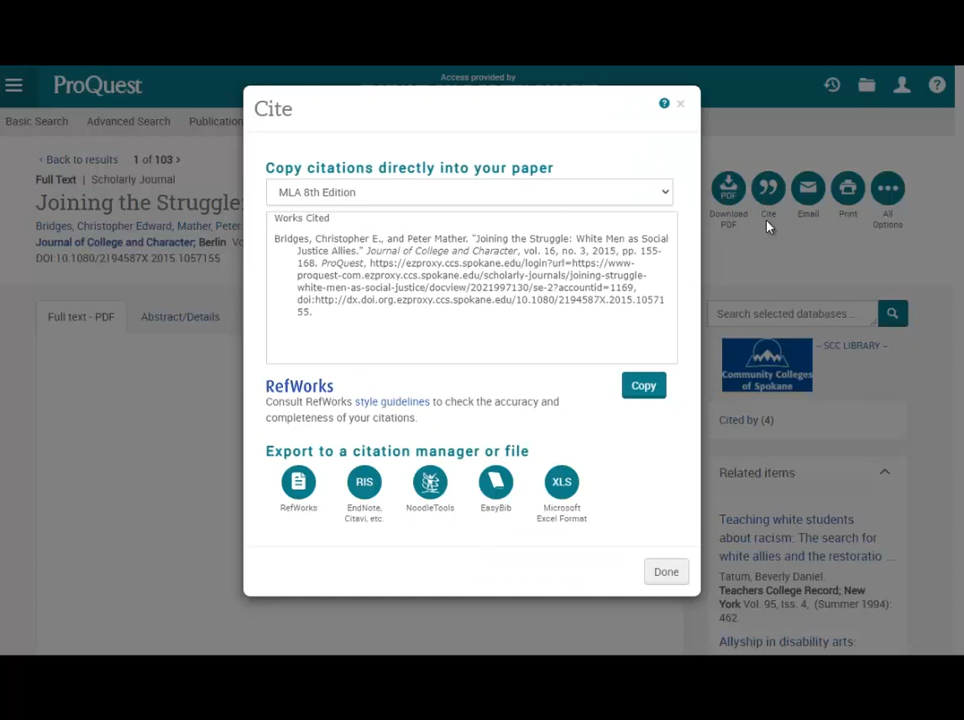 Access provided by
ProQuest
Basic Search Advanced Search Publication
Back to results 1 of 103
Full Text | Scholarly Journal
Joining the Struggle:
Bridges, Christopher Edward, Mather, Peter
Journal of College and Character; Berlin Vo
DOI:10.1080/2194587X.2015.1057155
Full text - PDF Abstract/Details
Cite
Copy citations directly into your paper
MLA 8th Edition
Works Cited
Bridges, Christopher E., and Peter Mather. "Joining the Struggle: White Men as Social
Justice Allies." Journal of College and Character, vol. 16, no. 3, 2015, pp. 155-
168. ProQuest, https://ezproxy.ccs.spokane.edu/login?url=https://www-
proquest-com.ezproxy.ccs.spokane.edu/scholarly-journals/joining-struggle-
white-men-as-social-justice/docview/2021997130/se-2?accountid=1169,
doi:http://dx.doi.org.ezproxy.ccs.spokane.edu/10.1080/2194587X.2015.10571
55.
RefWorks
Copy
Consult RefWorks style guidelines to check the accuracy and
completeness of your citations.
Export to a citation manager or file
RIS XLS
RefWorks
EndNote,
Citavi, etc.
NoodleTools
EasyBib
Microsoft
Excel Format
Done
PDF
Download
PDF
Cite
Email
Print
All
Options
Search selected databases...
Community Colleges
of Spokane
– SCC LIBRARY –
Cited by (4)
Related items
Teaching white students
about racism: The search for
white allies and the restoratio ...
Tatum, Beverly Daniel.
Teachers College Record; New
York Vol. 95, Iss. 4, (Summer 1994):
462.
Allyship in disability arts: